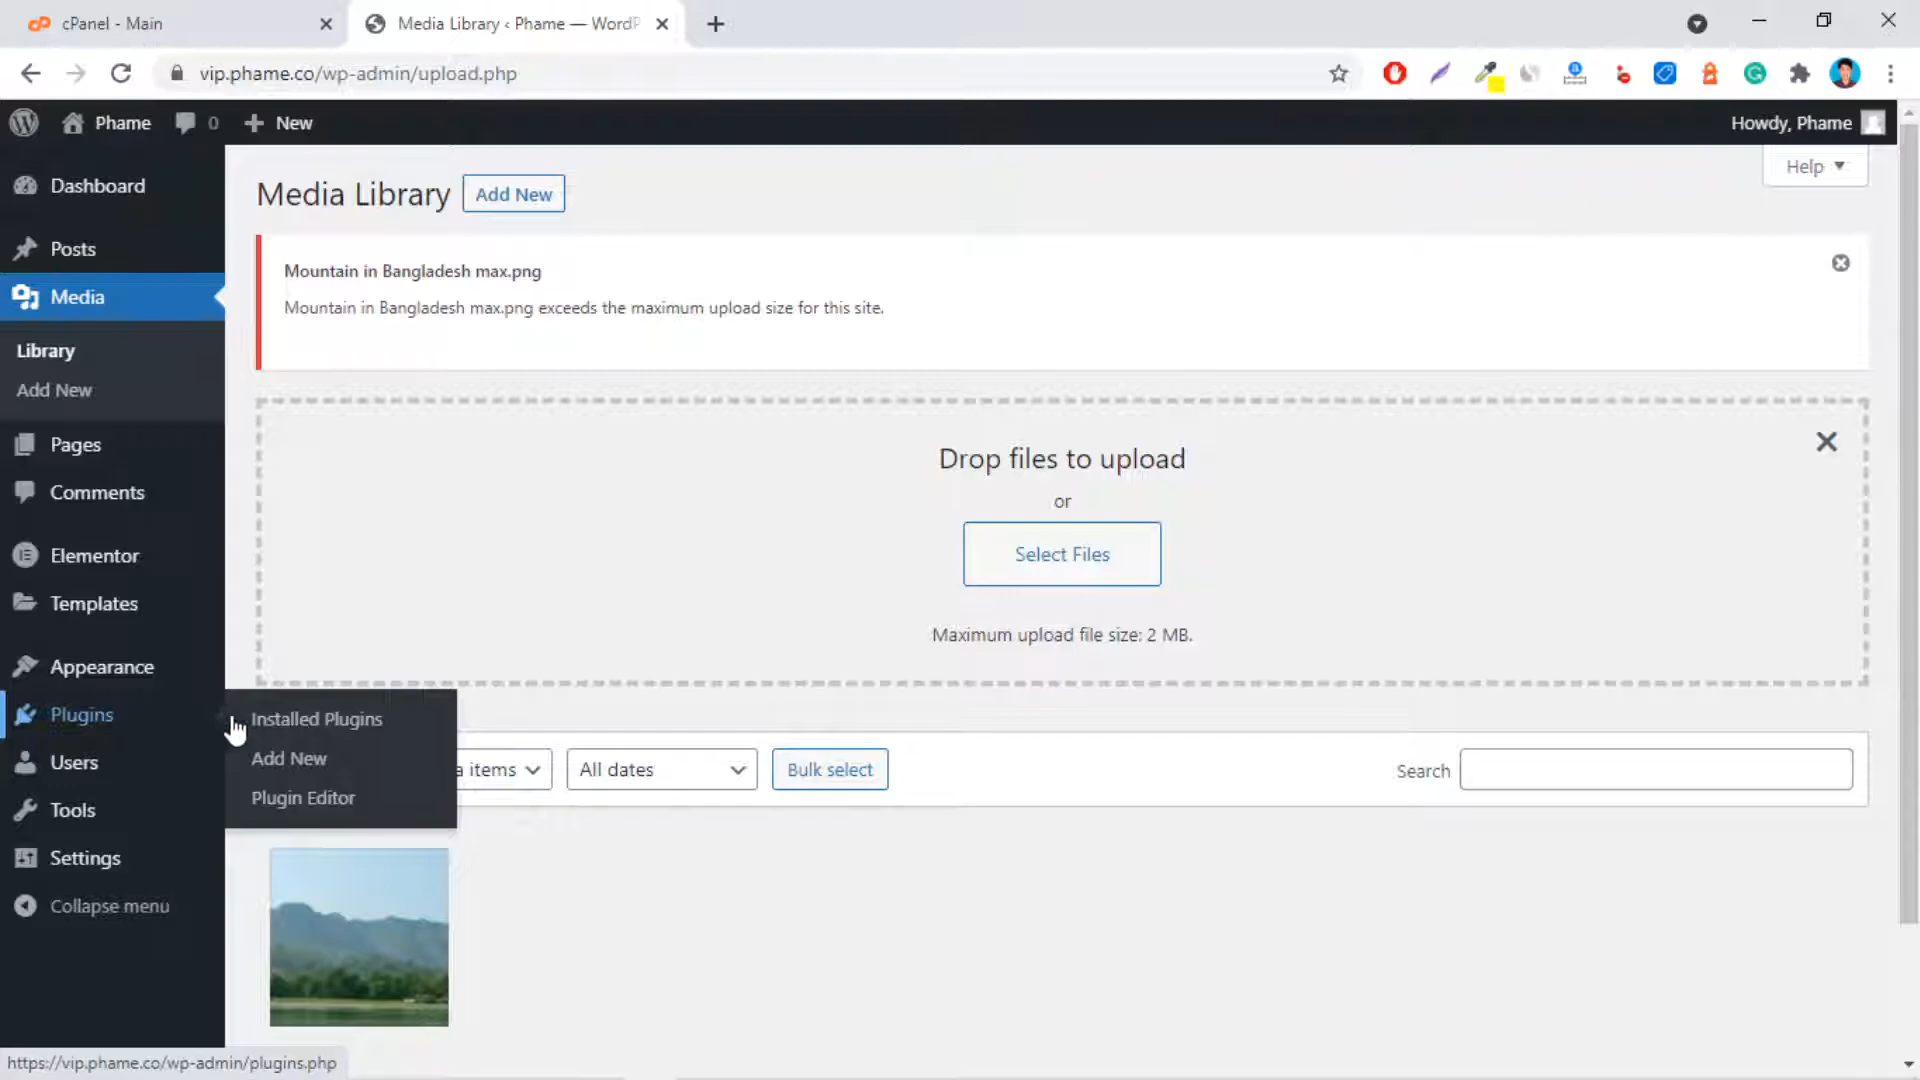 cPanel - Main
Media Library ‹ Phame — WordP
vip.phame.co/wp-admin/upload.php
Phame
0
New
Howdy, Phame
Dashboard
Posts
Media
Library
Add New
Pages
Comments
Elementor
Templates
Appearance
Plugins
Users
Tools
Settings
Collapse menu
Installed Plugins
Add New
Plugin Editor
Help
Media Library
Add New
Mountain in Bangladesh max.png
Mountain in Bangladesh max.png exceeds the maximum upload size for this site.
Drop files to upload
or
Select Files
Maximum upload file size: 2 MB.
a items
All dates
Bulk select
Search
https://vip.phame.co/wp-admin/plugins.php